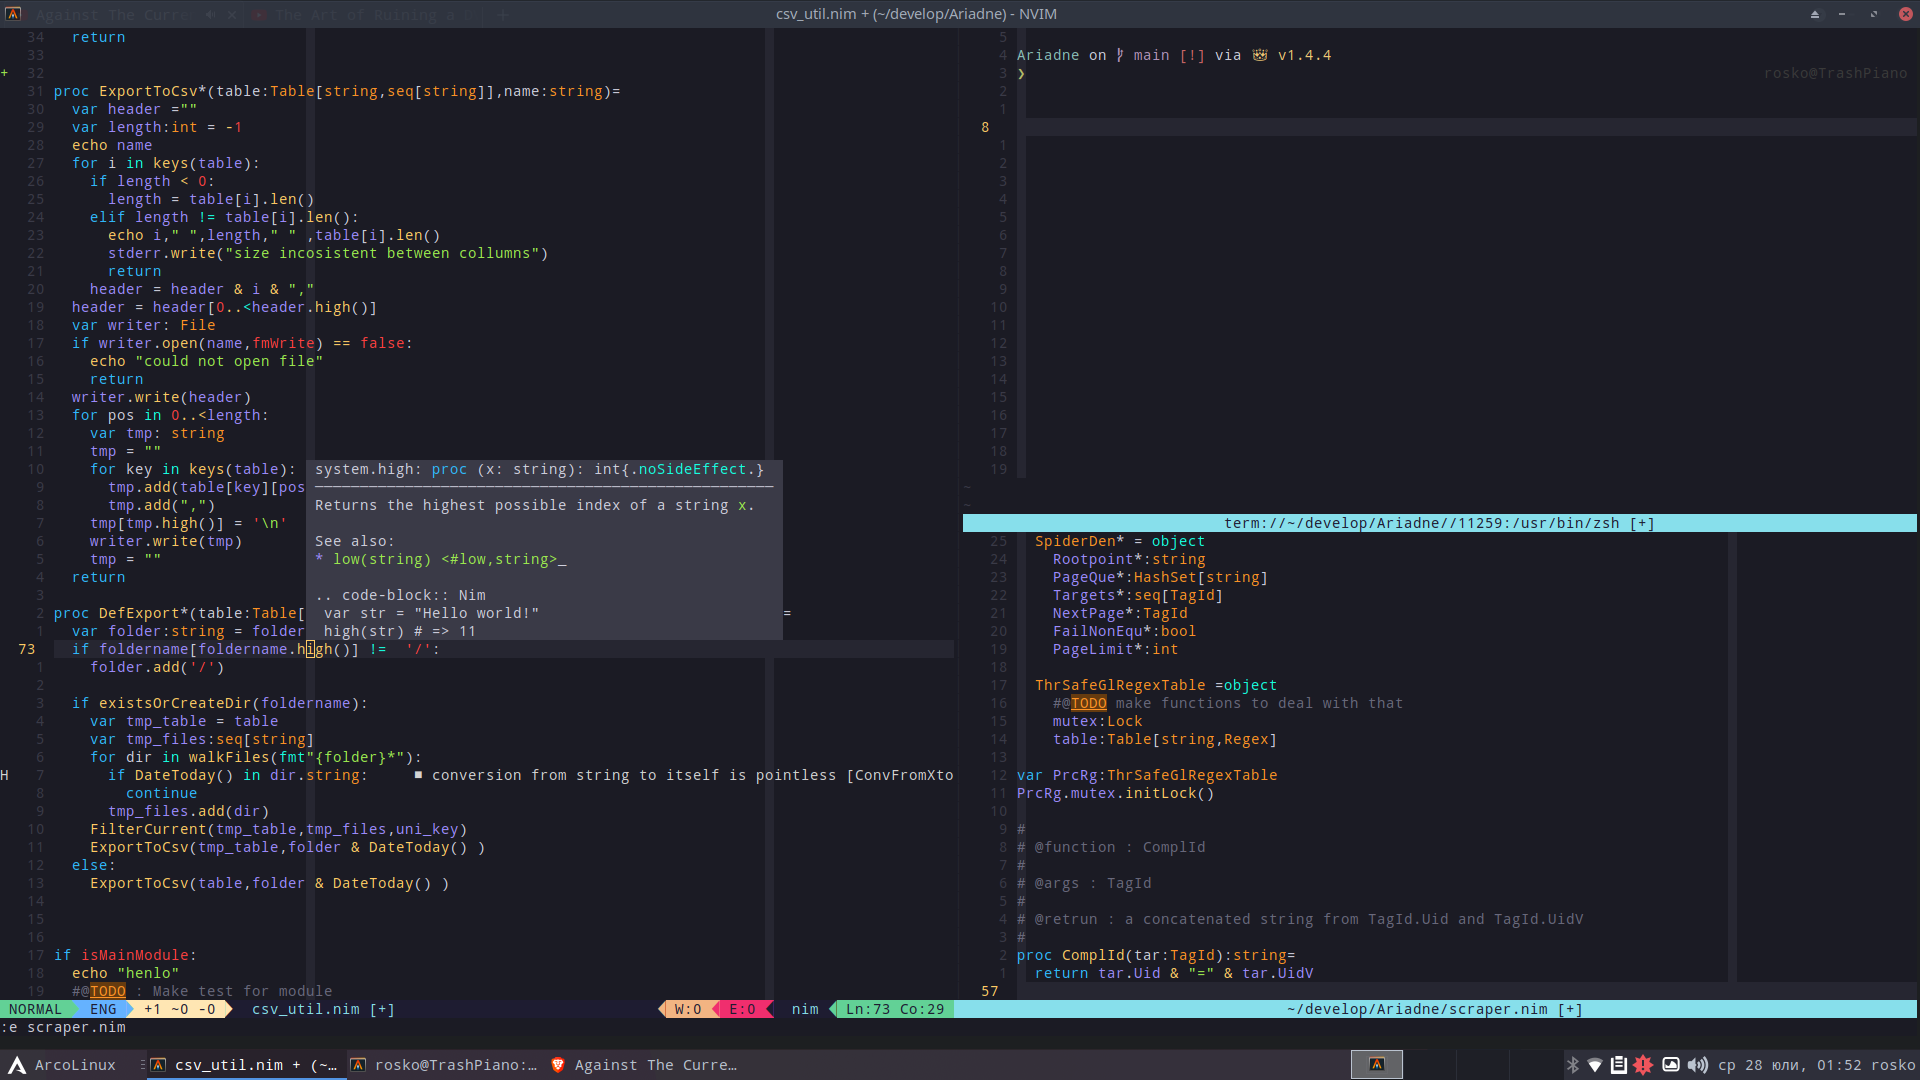 Against The Curre
The Art of Ruining a
csv_util.nim + (~/develop/Ariadne) - NVIM
34 return
33
+ 32
31 proc ExportToCsv*(table:Table[string,seq[string]],name:string)=
30 var header =""
29 var length:int = -1
28 echo name
27 for i in keys(table):
26 if length < 0:
25 length = table[i].len()
24 elif length != table[i].len():
23 echo i," ",length," " ,table[i].len()
22 stderr.write("size incosistent between collumns")
21 return
20 header = header & i & ","
19 header = header[0..<header.high()]
18 var writer: File
17 if writer.open(name,fmWrite) == false:
16 echo "could not open file"
15 return
14 writer.write(header)
13 for pos in 0..<length:
12 var tmp: string
11 tmp = ""
10 for key in keys(table):
9 tmp.add(table[key][pos
8 tmp.add(",")
7 tmp[tmp.high()] = '\n'
6 writer.write(tmp)
5 tmp = ""
4 return
3
2 proc DefExport*(table:Table[ =
1 var folder:string = folder
73 if foldername[foldername.high()] != '/':
1 folder.add('/')
2
3 if existsOrCreateDir(foldername):
4 var tmp_table = table
5 var tmp_files:seq[string]
6 for dir in walkFiles(fmt"{folder}*"):
H 7 if DateToday() in dir.string: ■ conversion from string to itself is pointless [ConvFromXto
8 continue
9 tmp_files.add(dir)
10 FilterCurrent(tmp_table,tmp_files,uni_key)
11 ExportToCsv(tmp_table,folder & DateToday() )
12 else:
13 ExportToCsv(table,folder & DateToday() )
14
15
16
17 if isMainModule:
18 echo "henlo"
19 #@TODO : Make test for module
system.high: proc (x: string): int{.noSideEffect.}
Returns the highest possible index of a string x.
See also:
* low(string) <#low,string>_
.. code-block:: Nim
var str = "Hello world!"
high(str) # => 11
NORMAL ENG +1 ~0 -0 csv_util.nim [+] W:0 E:0 nim Ln:73 Co:29
:e scraper.nim
5
4 Ariadne on main [!] via v1.4.4
3 ❯ rosko@TrashPiano
2
1
8
1
2
3
4
5
6
7
8
9
10
11
12
13
14
15
16
17
18
19
~
~
term://~/develop/Ariadne//11259:/usr/bin/zsh [+]
25 SpiderDen* = object
24 Rootpoint*:string
23 PageQue*:HashSet[string]
22 Targets*:seq[TagId]
21 NextPage*:TagId
20 FailNonEqu*:bool
19 PageLimit*:int
18
17 ThrSafeGlRegexTable =object
16 #@TODO make functions to deal with that
15 mutex:Lock
14 table:Table[string,Regex]
13
12 var PrcRg:ThrSafeGlRegexTable
11 PrcRg.mutex.initLock()
10
9 #
8 # @function : ComplId
7 #
6 # @args : TagId
5 #
4 # @retrun : a concatenated string from TagId.Uid and TagId.UidV
3 #
2 proc ComplId(tar:TagId):string=
1 return tar.Uid & "=" & tar.UidV
57
~/develop/Ariadne/scraper.nim [+]
ArcoLinux csv_util.nim + (~… rosko@TrashPiano:… Against The Curre… ср 28 юли, 01:52 rosko